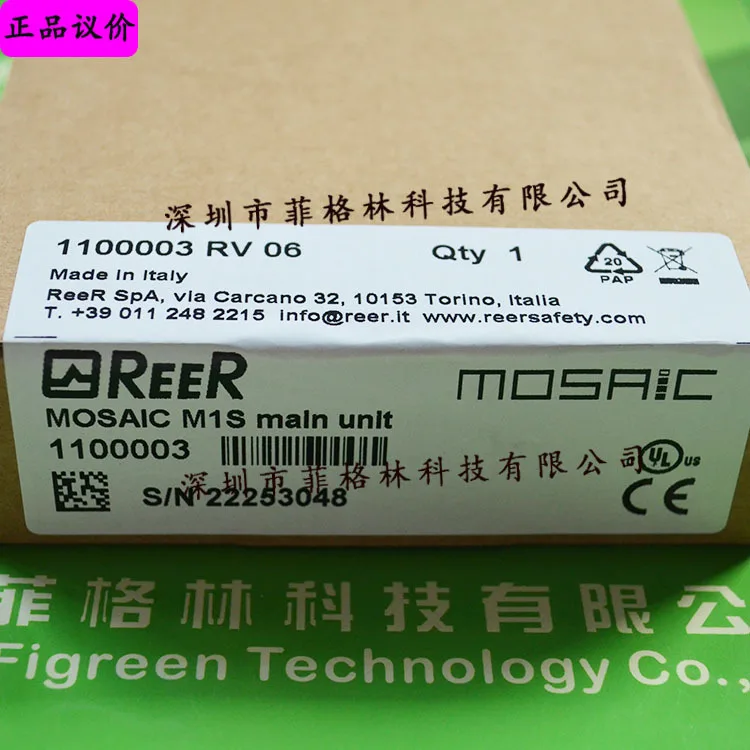 正品议价
深圳市菲格林科技有限公司
1100003 RV 06 Qty 1
20
PAP
Made in Italy
ReeR SpA, via Carcano 32, 10153 Torino, Italia
T. +39 011 248 2215 info@reer.it www.reersafety.com
REER MOSAIC
MOSAIC M1S main unit
1100003
深圳市菲格林科技有限公司
UL US
S/N 22253048 CE
菲格林科技有限公
Figreen Technology Co.,